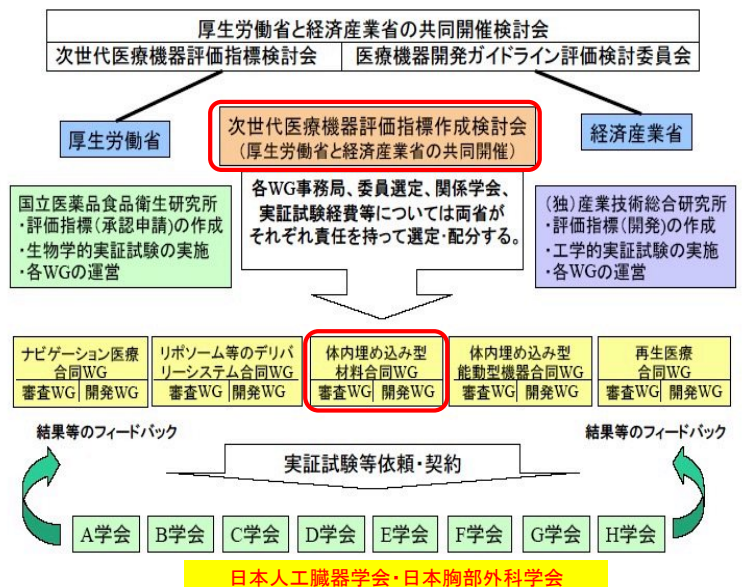 厚生労働省と経済産業省の共同開催検討会
次世代医療機器評価指標検討会
医療機器開発ガイドライン評価検討委員会
厚生労働省
次世代医療機器評価指標作成検討会
(厚生労働省と経済産業省の共同開催)
経済産業省
国立医薬品食品衛生研究所
・評価指標(承認申請)の作成
・生物学的実証試験の実施
・各WGの運営
各WG事務局、委員選定、関係学会、
実証試験経費等については両省が
それぞれ責任を持って選定・配分する。
(独)産業技術総合研究所
・評価指標(開発)の作成
・工学的実証試験の実施
・各WGの運営
ナビゲーション医療
合同WG
審査WG 開発WG
リポソーム等のデリバ
リーシステム合同WG
審査WG 開発WG
体内埋め込み型
材料合同WG
審査WG 開発WG
体内埋め込み型
能動型機器合同WG
審査WG 開発WG
再生医療
合同WG
審査WG 開発WG
結果等のフィードバック
結果等のフィードバック
実証試験等依頼・契約
A学会 B学会 C学会 D学会 E学会 F学会 G学会 H学会
日本人工臓器学会・日本胸部外科学会